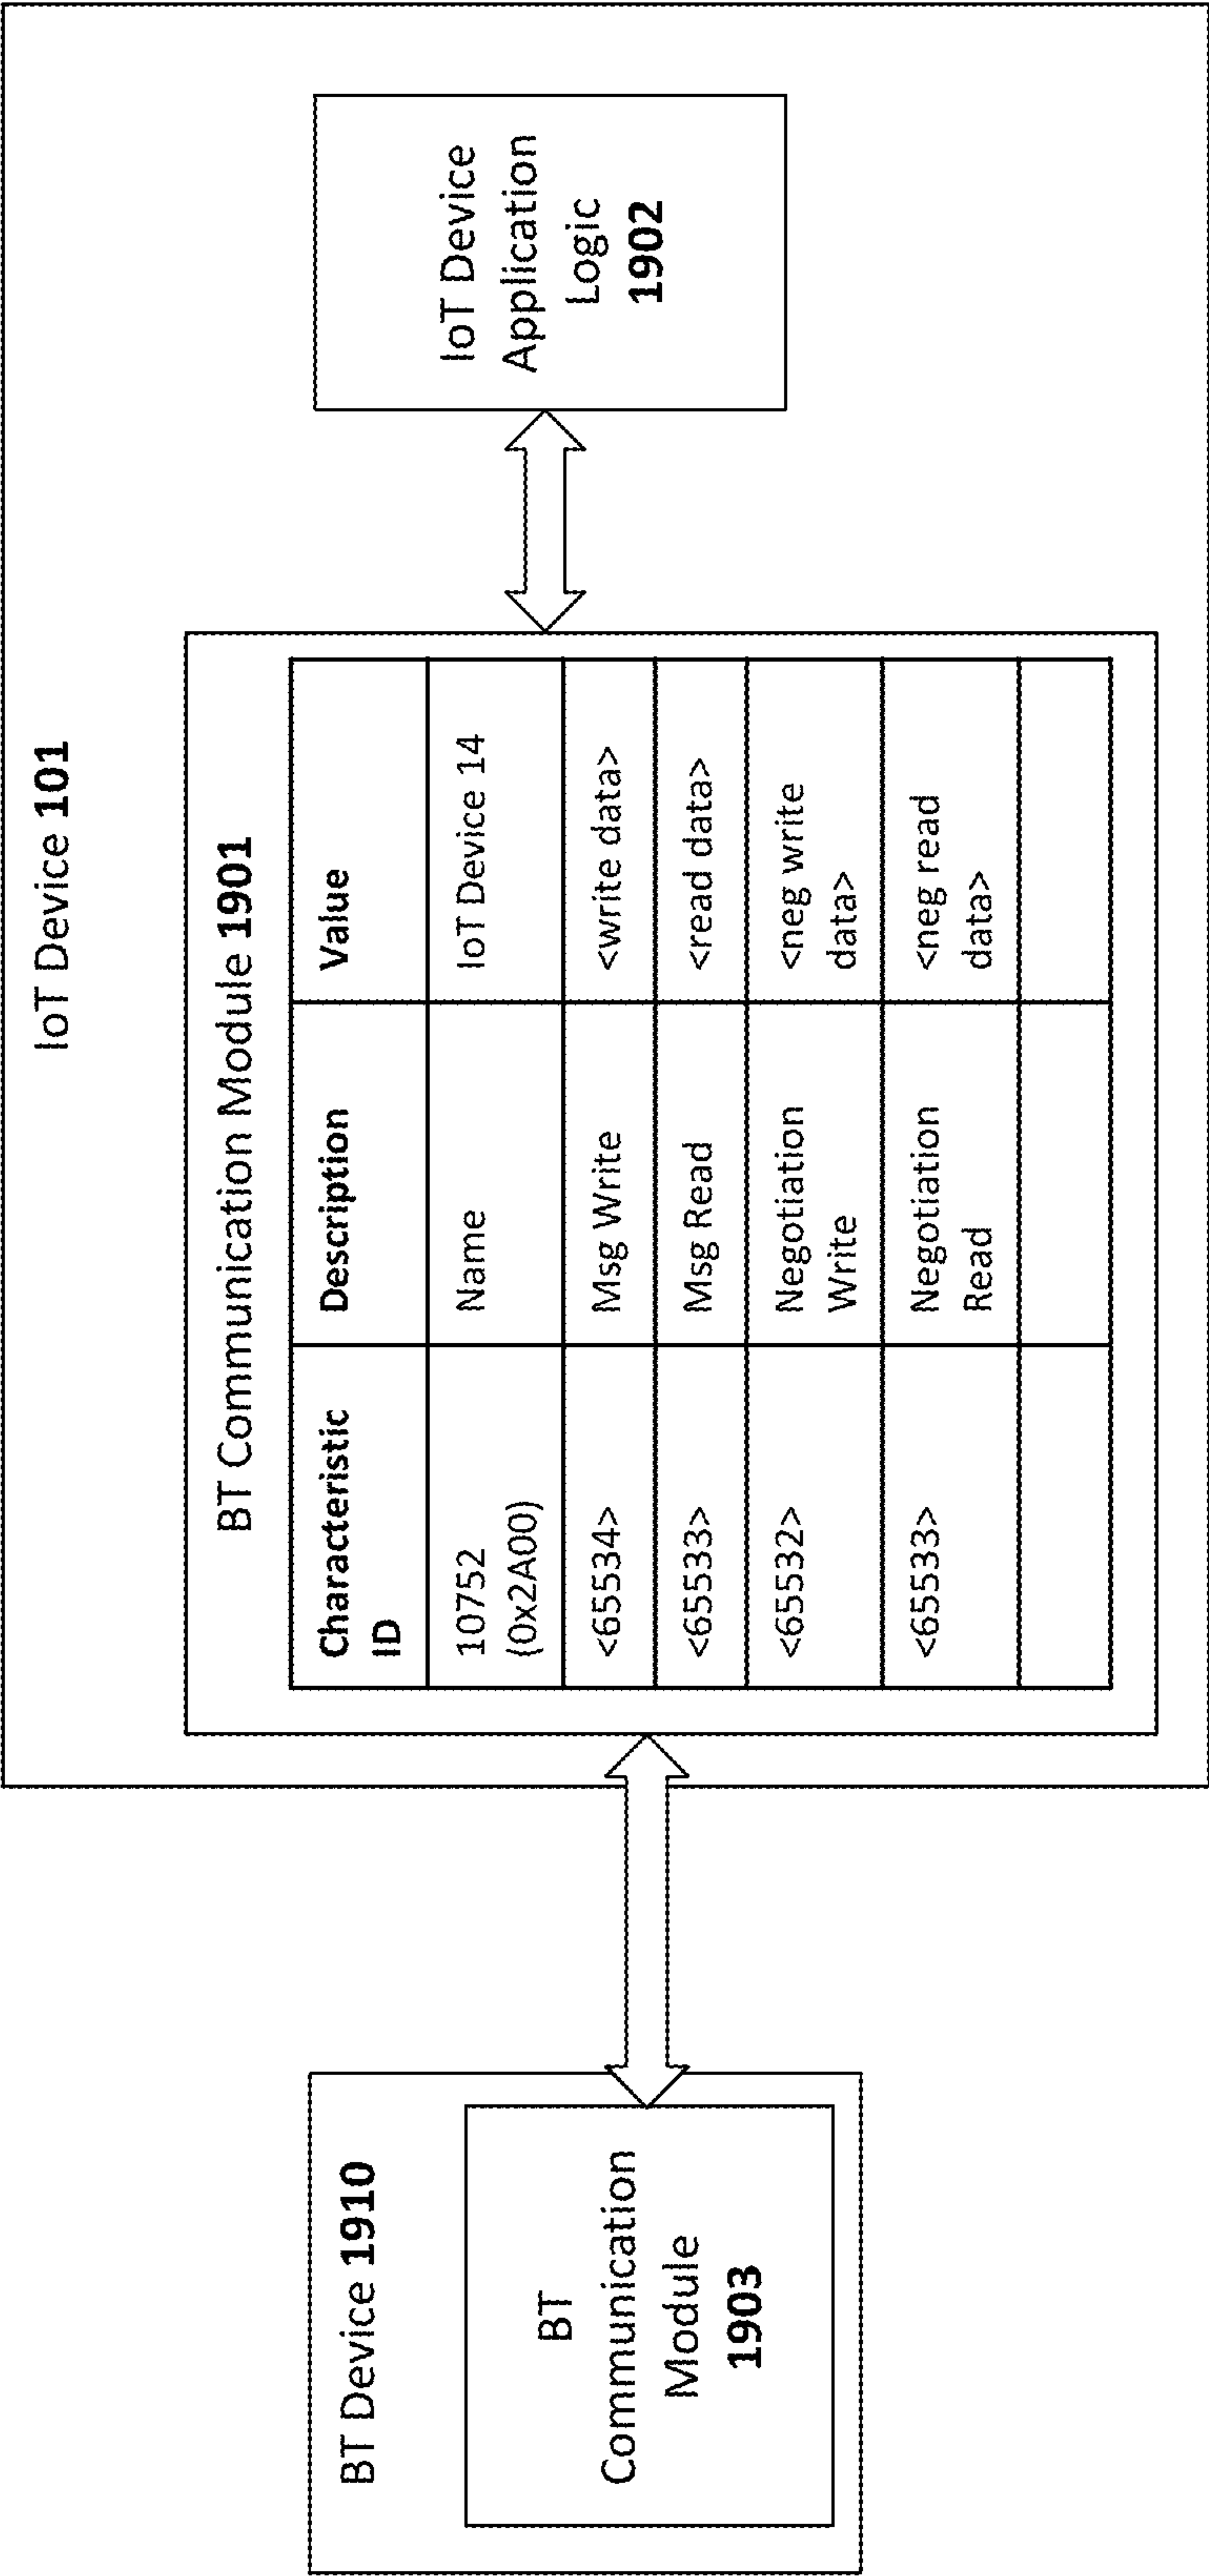 IoT Device 101
BT Communication Module 1901
Characteristic
ID
Description
Value
10752
(0x2A00)
Name
IoT Device 14
<65534>
Msg Write
<write data>
<65533>
Msg Read
<read data>
<65532>
Negotiation
Write
<neg write
data>
<65533>
Negotiation
Read
<neg read
data>
IoT Device
Application
Logic
1902
BT Device 1910
BT
Communication
Module
1903